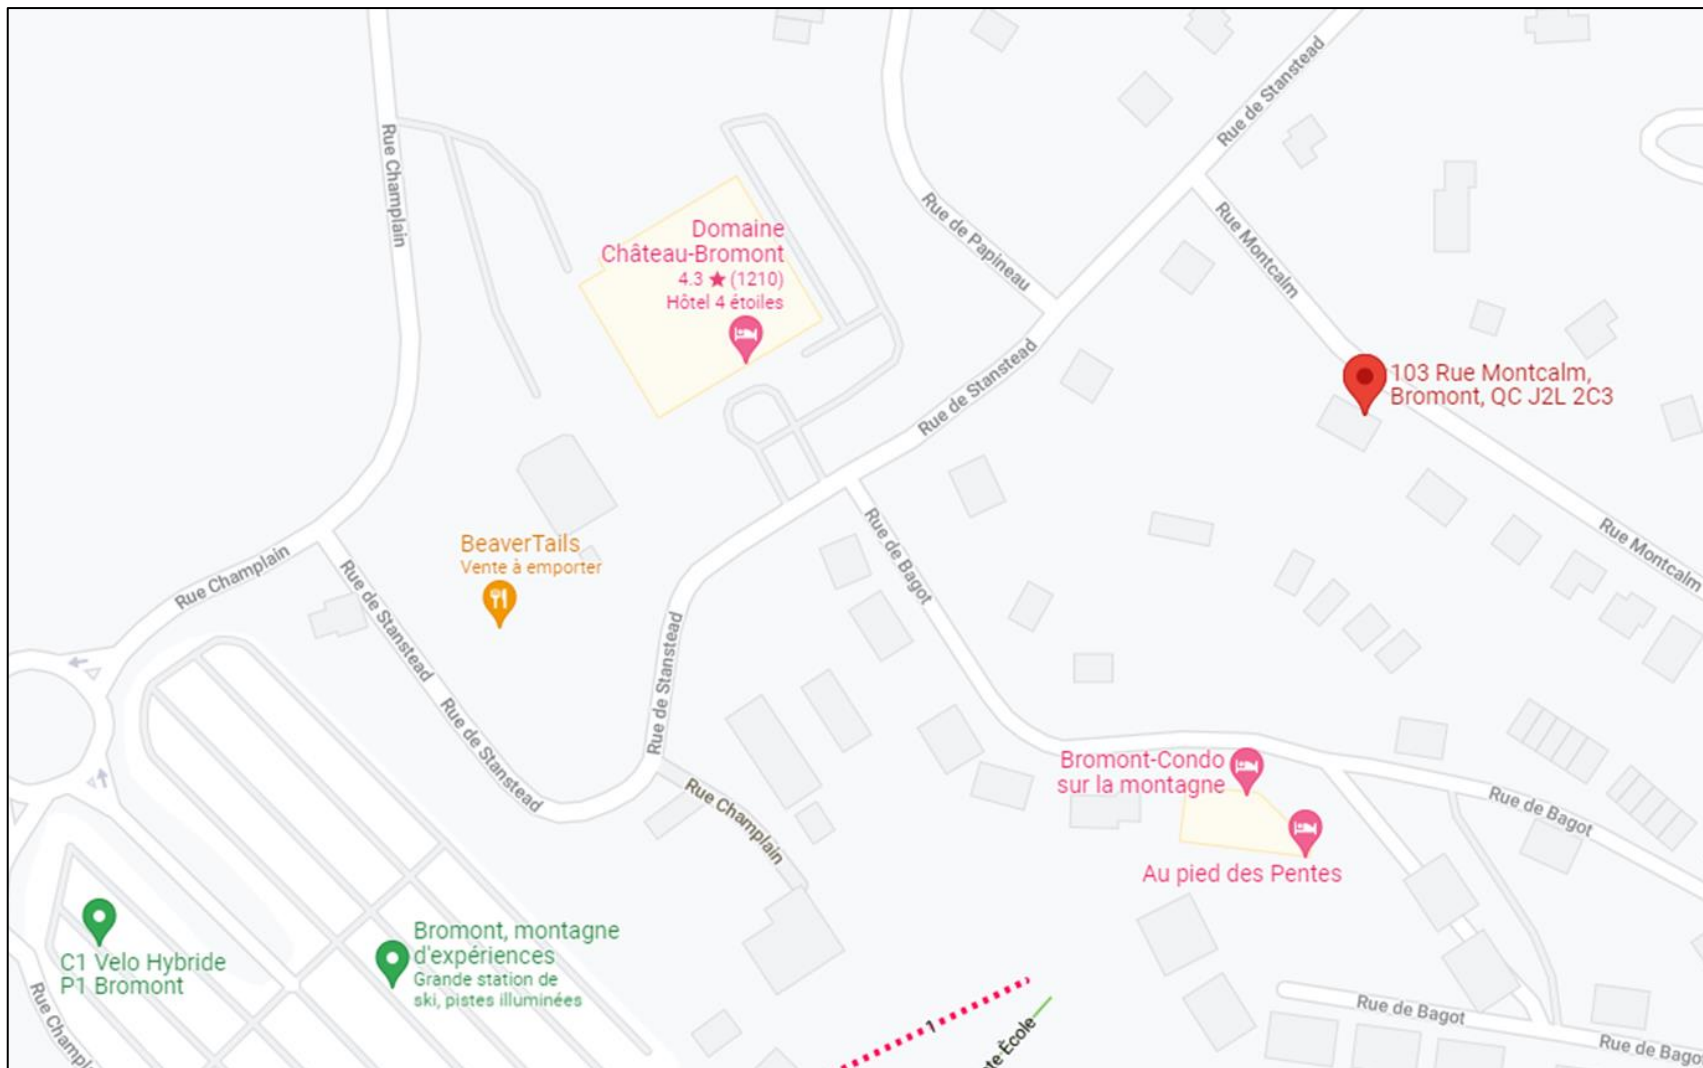 Rue de Stanstead
Rue Champlain
Rue de Papineau
Rue Montcalm
Domaine
Château-Bromont
4.3 ★ (1210)
Hôtel 4 étoiles
Rue de Stanstead
103 Rue Montcalm,
Bromont, QC J2L 2C3
BeaverTails
Vente à emporter
Rue Champlain
Rue de Stanstead
Rue de Bagot
Rue Montcalm
Rue de Stanstead
Rue de Stanstead
Rue Champlain
Bromont-Condo
sur la montagne
Rue de Bagot
Au pied des Pentes
C1 Velo Hybride
P1 Bromont
Bromont, montagne
d'expériences
Grande station de
ski, pistes illuminées
Rue Champlain
1
te-École
Rue de Bagot
Rue de Bagot